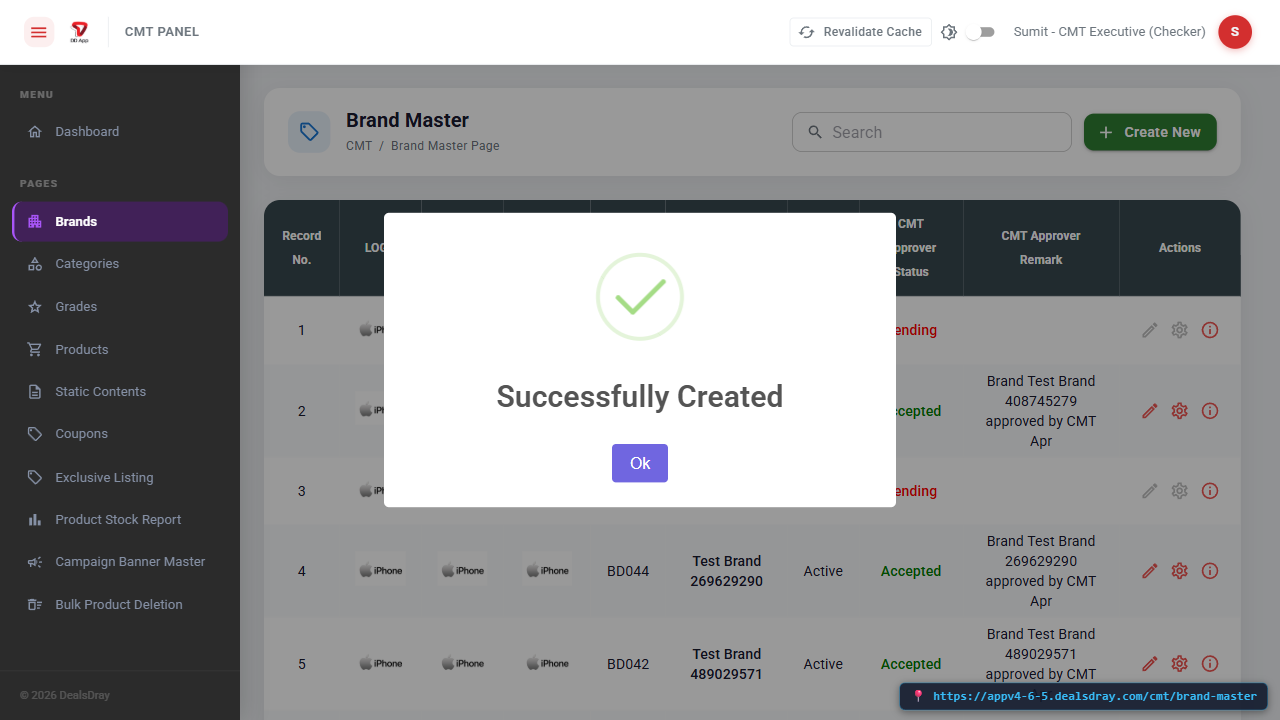 DD App
CMT PANEL
Revalidate Cache
Sumit - CMT Executive (Checker)
S
MENU
Dashboard
PAGES
Brands
Categories
Grades
Products
Static Contents
Coupons
Exclusive Listing
Product Stock Report
Campaign Banner Master
Bulk Product Deletion
© 2026 DealsDray
Brand Master
CMT / Brand Master Page
Search
Create New
Record
No.
CMT
Status
CMT Approver
Remark
Actions
1
2
Brand Test Brand
408745279
approved by CMT
Apr
3
4
iPhone
iPhone
iPhone
BD044
Test Brand
269629290
Active
Accepted
Brand Test Brand
269629290
approved by CMT
Apr
5
iPhone
iPhone
iPhone
BD042
Test Brand
489029571
Active
Accepted
Brand Test Brand
489029571
approved by CMT
Successfully Created
Ok
https://appv4-6-5.dealsdray.com/cmt/brand-master